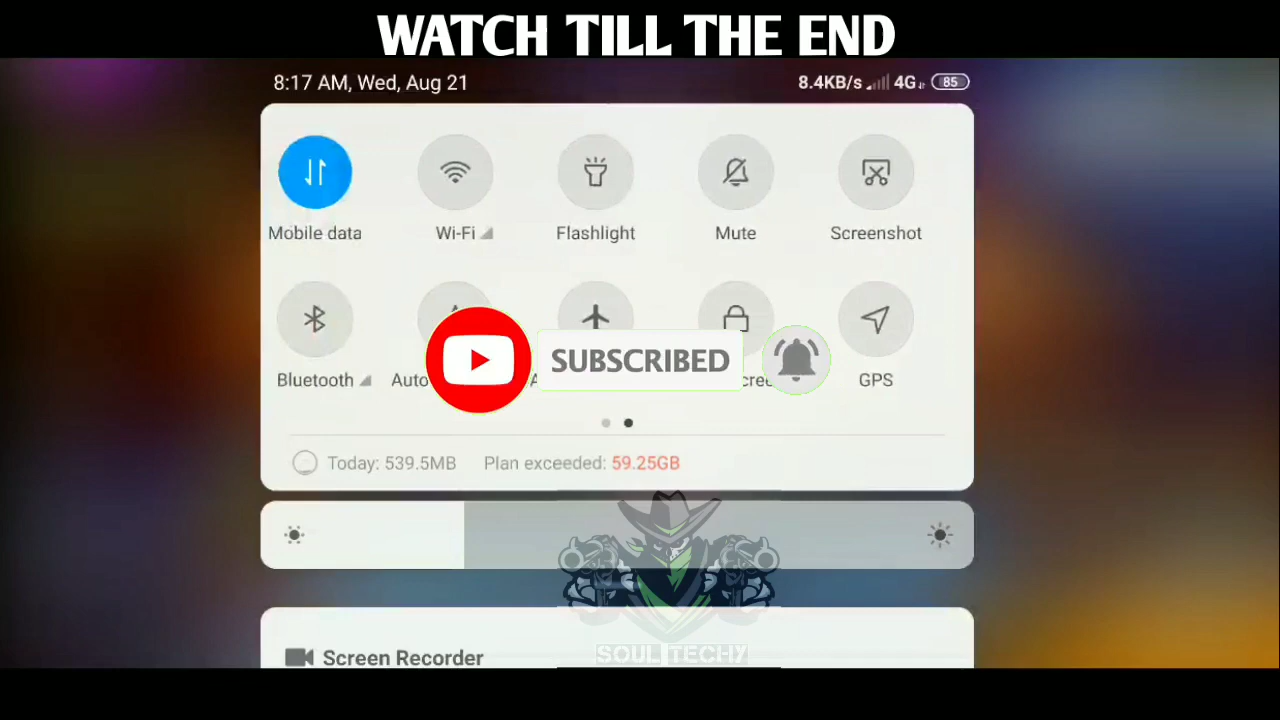 WATCH TILL THE END
8:17 AM, Wed, Aug 21 8.4KB/s 4G 85
Mobile data Wi-Fi Flashlight Mute Screenshot
SUBSCRIBED
Bluetooth Auto GPS
Today: 539.5MB Plan exceeded: 59.25GB
Screen Recorder
SOUL TECHY